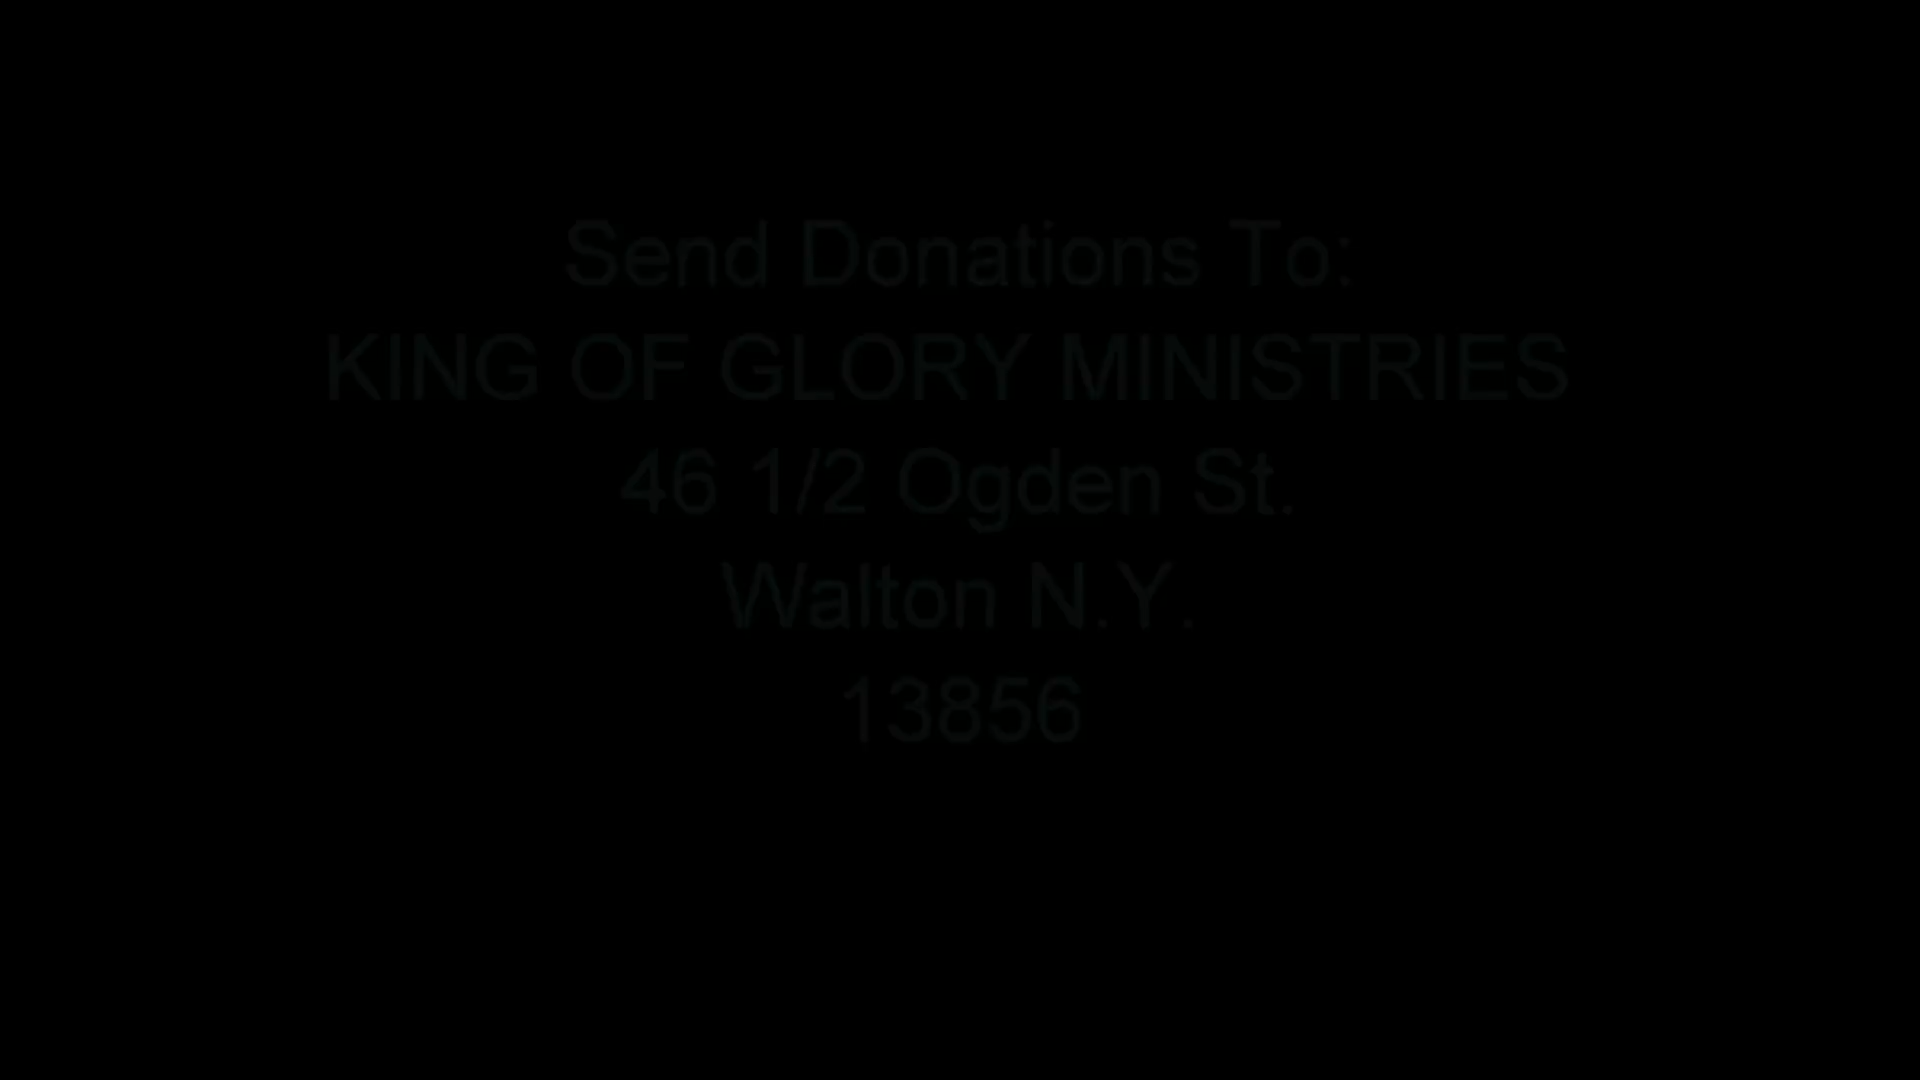 Send Donations To:
KING OF GLORY MINISTRIES
46 1/2 Ogden St.
Walton N.Y.
13856